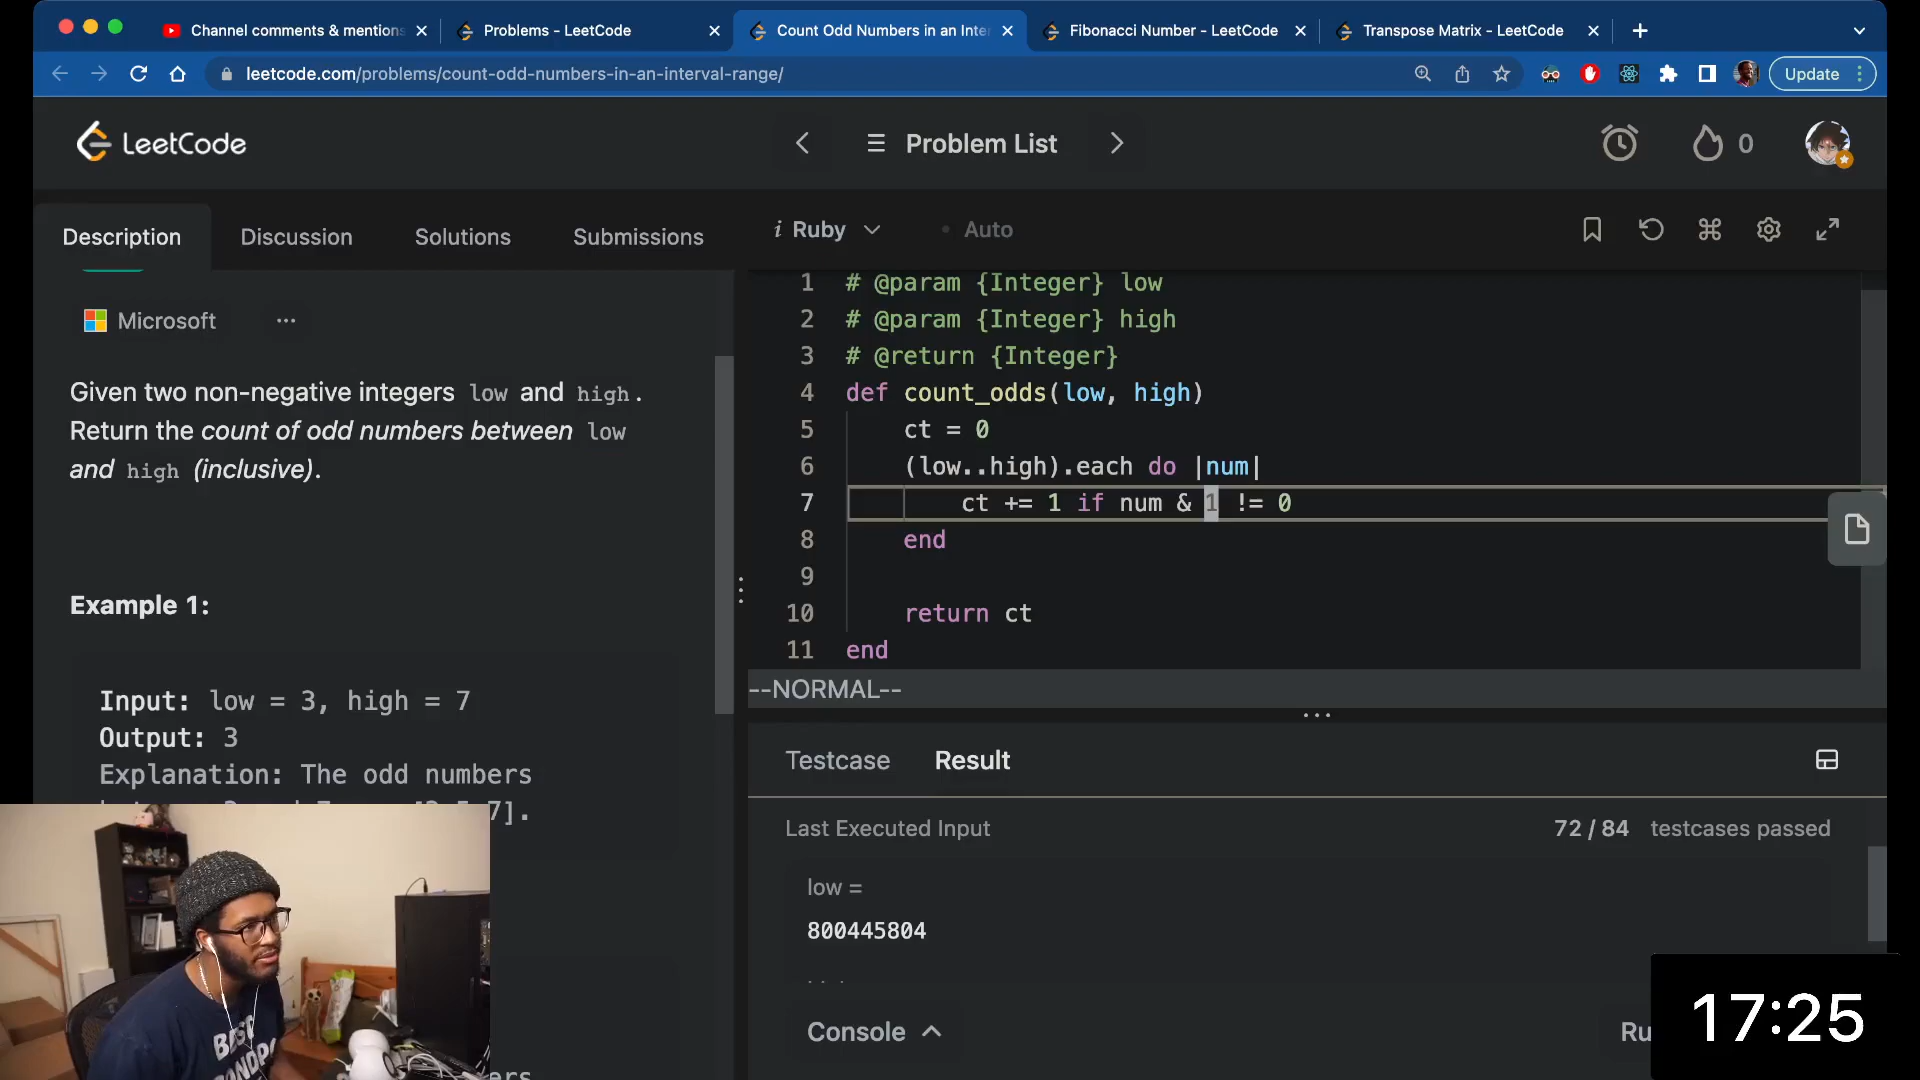 Channel comments & mentions
Problems - LeetCode
Count Odd Numbers in an Inte
Fibonacci Number - LeetCode
Transpose Matrix - LeetCode
leetcode.com/problems/count-odd-numbers-in-an-interval-range/
Update
LeetCode
Problem List
0
Description
Discussion
Solutions
Submissions
i Ruby
Auto
Microsoft
...
Given two non-negative integers low and high.
Return the count of odd numbers between low
and high (inclusive).
Example 1:
Input: low = 3, high = 7
Output: 3
Explanation: The odd numbers
7].
ers
1 # @param {Integer} low
2 # @param {Integer} high
3 # @return {Integer}
4 def count_odds(low, high)
5 ct = 0
6 (low..high).each do |num|
7 ct += 1 if num & 1 != 0
8 end
9
10 return ct
11 end
--NORMAL--
Testcase
Result
Last Executed Input
72 / 84 testcases passed
low =
800445804
Console
Ru
17:25